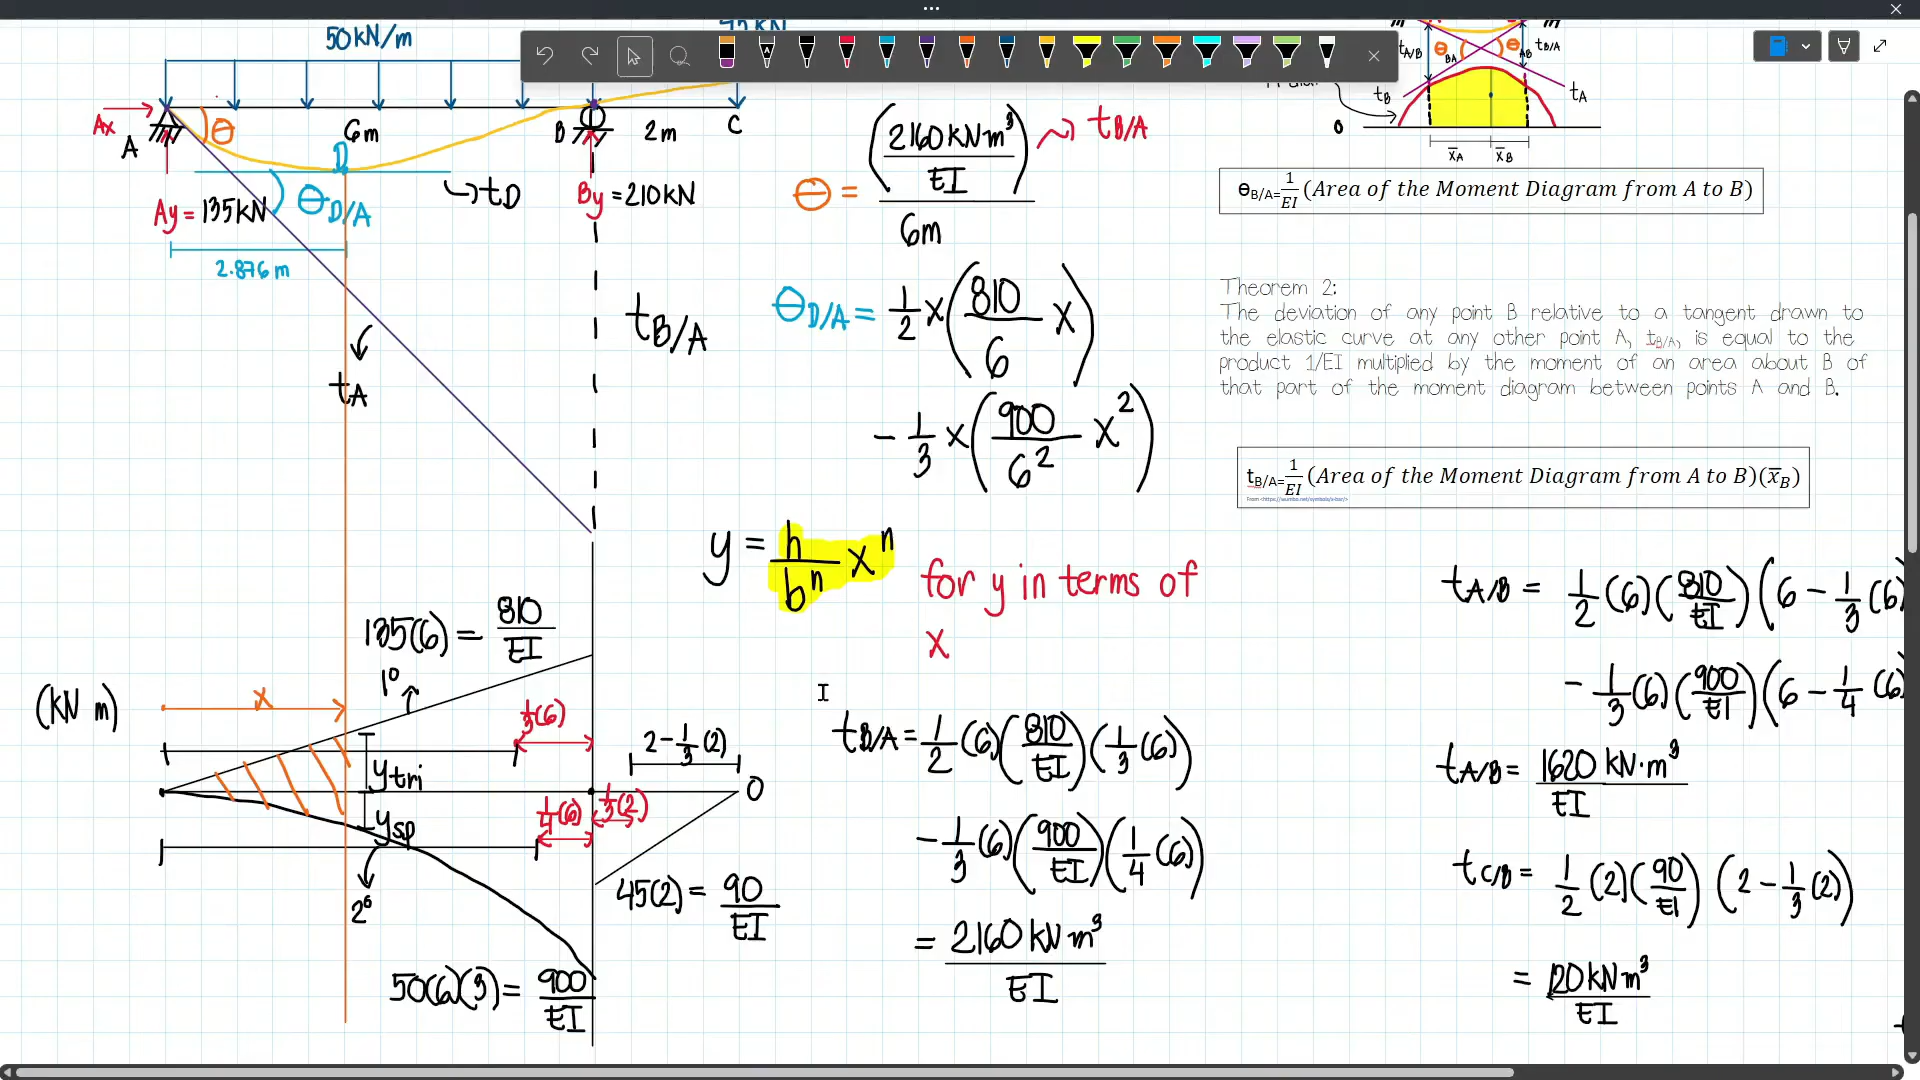 50kN/m
Ax
A
θ
6m
D
B
2m
C
Ay = 135kN
θD/A
tD
By = 210KN
2.876 m
tA
tB/A
θ = (2160KNm³/EI) / 6m
tB/A
θD/A = 1/2 x (810/6 x)
- 1/3 x (900/6² x²)
y = h/bⁿ xⁿ
for y in terms of
x
135(6) = 810/EI
1°
(KN m)
x
1/3(6)
2-1/3(2)
ytri
0
ysp
1/4(6)
1/3(2)
2°
45(2) = 90/EI
50(6)(3) = 900/EI
tB/A = 1/2 (6)(810/EI)(1/3 (6))
- 1/3 (6)(900/EI)(1/4 (6))
= 2160KNm³/EI
tA/B
θBA
θAB
tB/A
tB
tA
0
x̄A
x̄B
θB/A=1/EI (Area of the Moment Diagram from A to B)
Theorem 2:
The deviation of any point B relative to a tangent drawn to
the elastic curve at any other point A, tB/A, is equal to the
product 1/EI multiplied by the moment of an area about B of
that part of the moment diagram between points A and B.
tB/A=1/EI (Area of the Moment Diagram from A to B)(x̄B)
tA/B = 1/2 (6)(810/EI)(6 - 1/3 (6)
- 1/3 (6)(900/EI)(6 - 1/4 (6)
tA/B = 1620 KN·m³/EI
tC/B = 1/2 (2)(90/EI) (2 - 1/3 (2))
= 120KNm³/EI